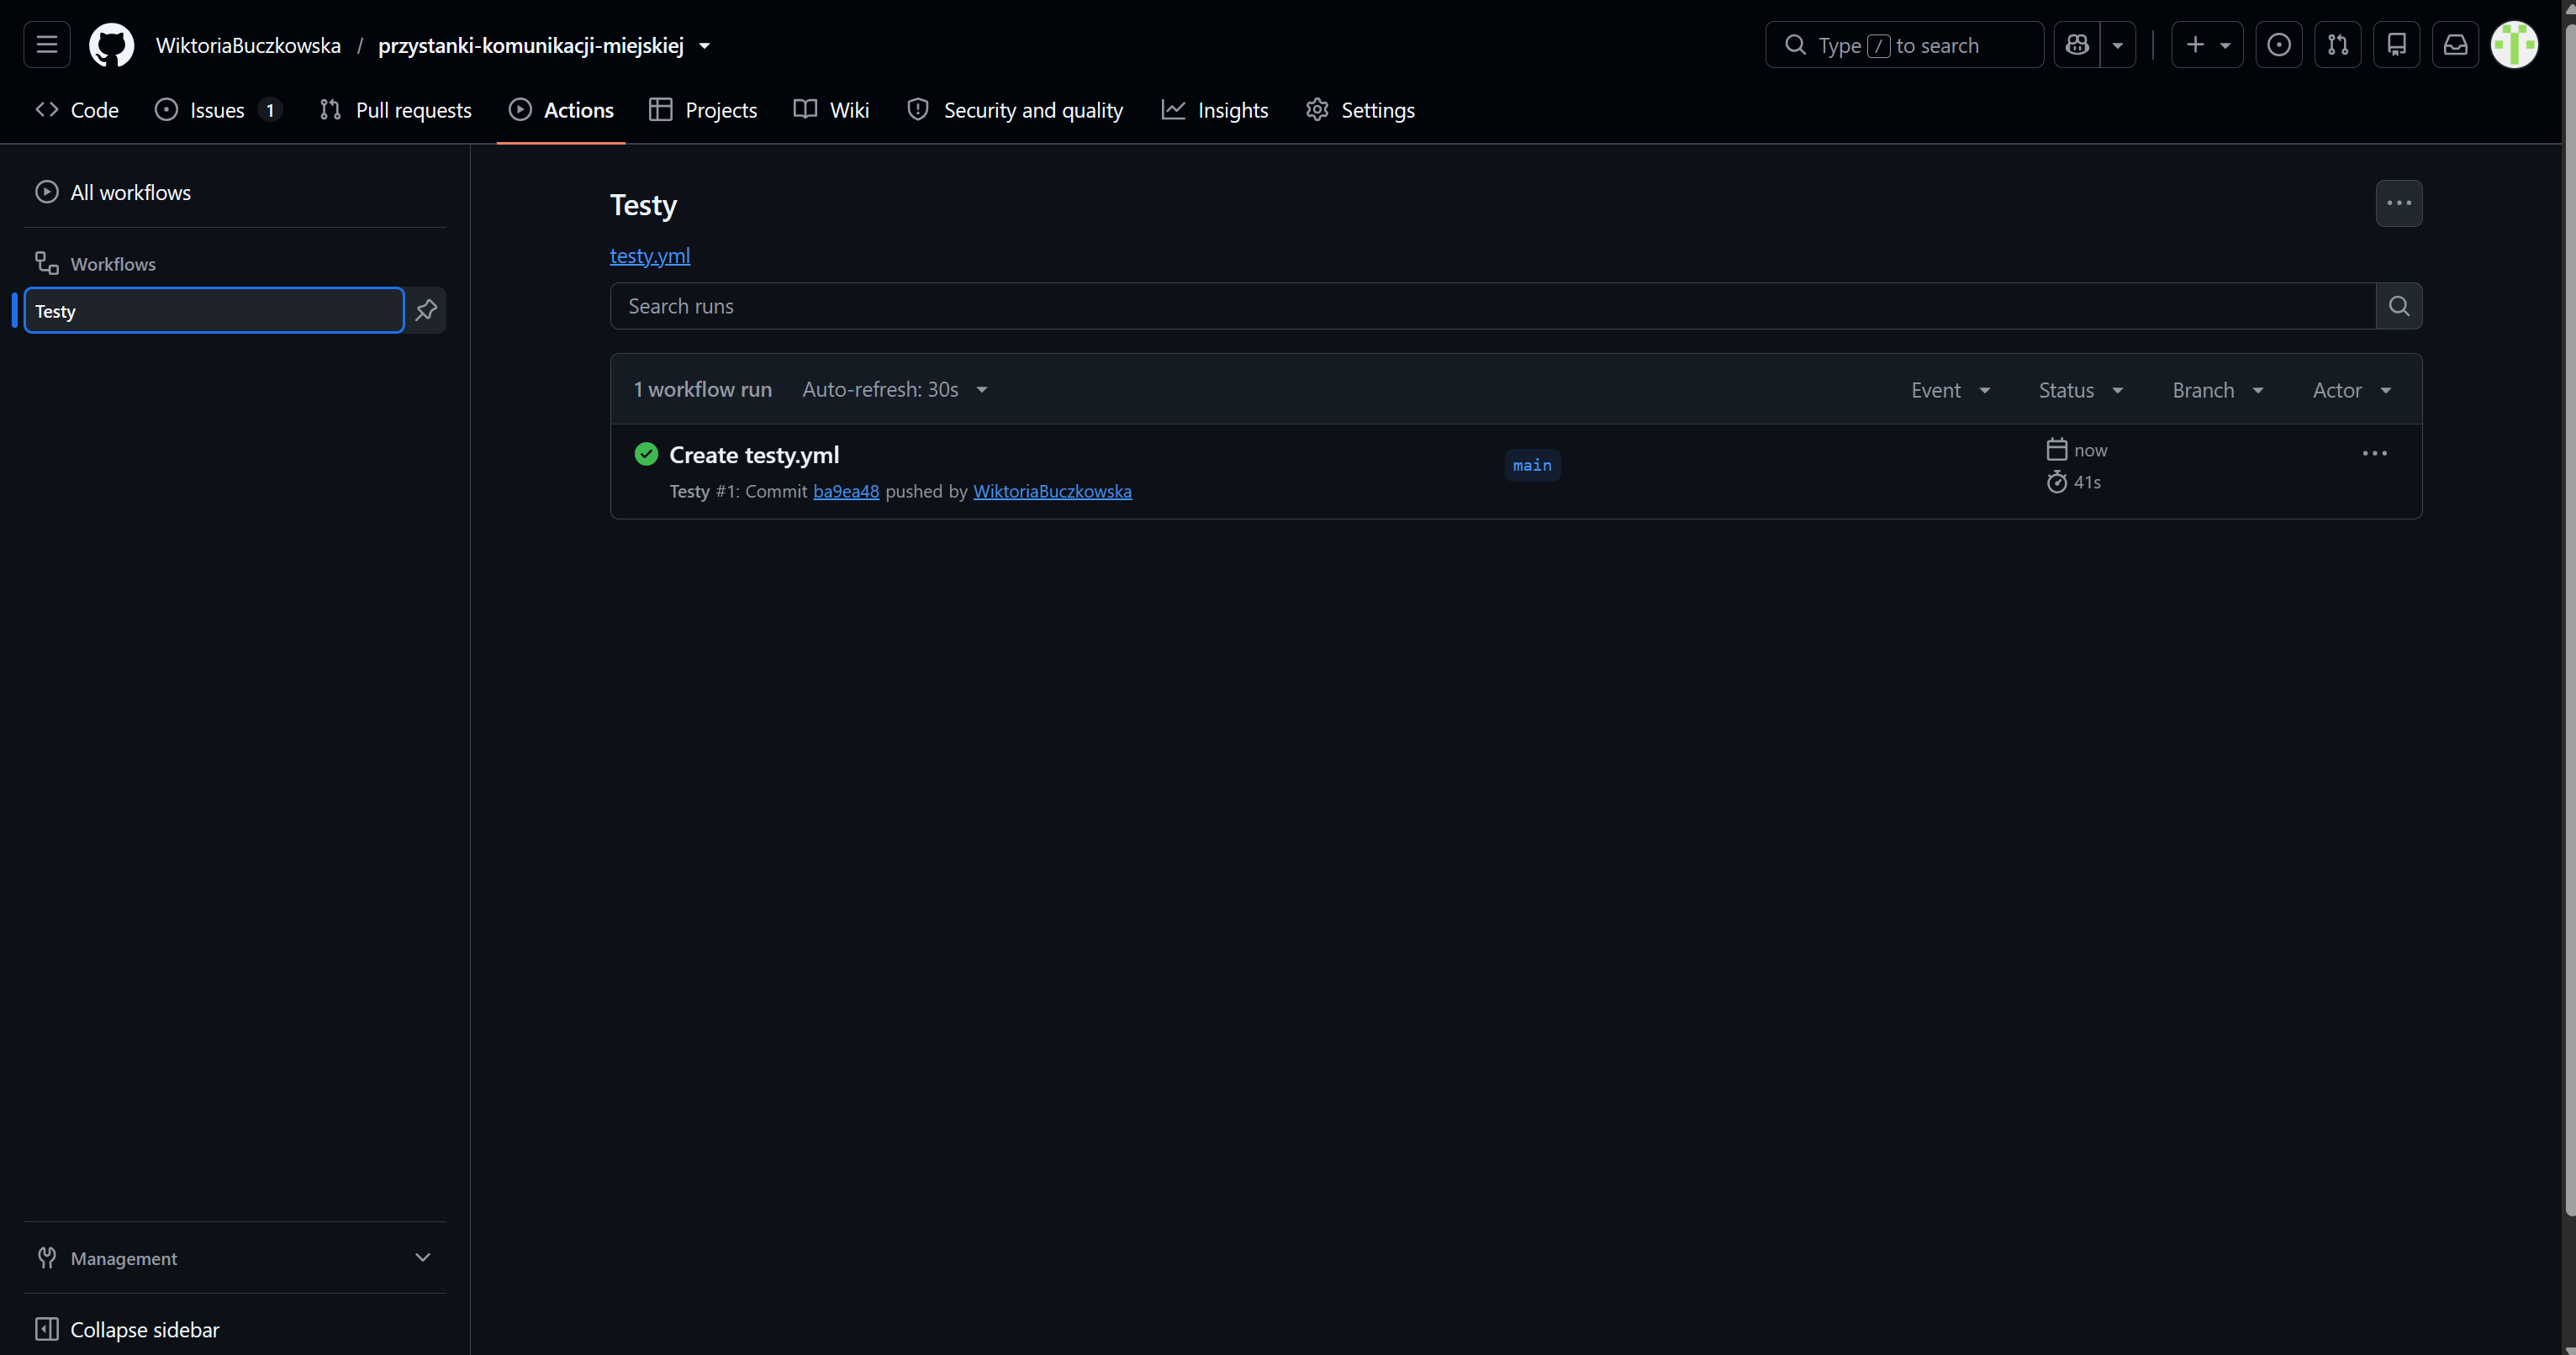 WiktoriaBuczkowska / przystanki-komunikacji-miejskiej
Type / to search
Code Issues 1 Pull requests Actions Projects Wiki Security and quality Insights Settings
All workflows
Workflows
Testy
Management
Collapse sidebar
Testy
testy.yml
Search runs
1 workflow run Auto-refresh: 30s Event Status Branch Actor
Create testy.yml
Testy #1: Commit ba9ea48 pushed by WiktoriaBuczkowska
main
now
41s